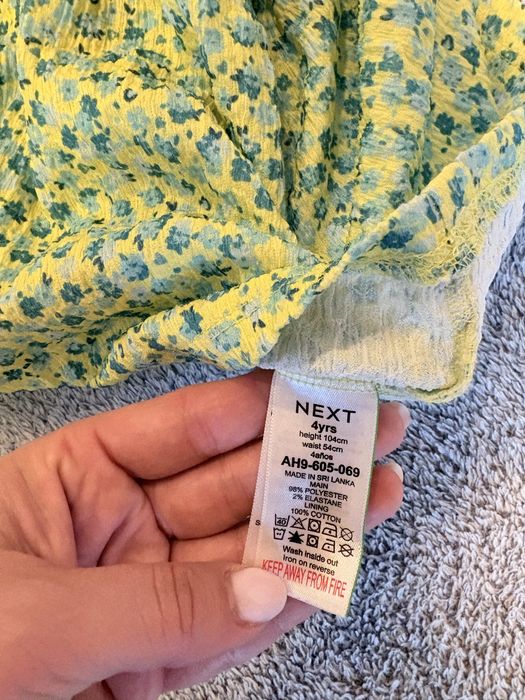 NEXT
4yrs
height 104cm
waist 54cm
4años
AH9-605-069
MADE IN SRI LANKA
MAIN
98% POLYESTER
2% ELASTANE
LINING
100% COTTON
40
S
Wash inside out
Iron on reverse
KEEP AWAY FROM FIRE